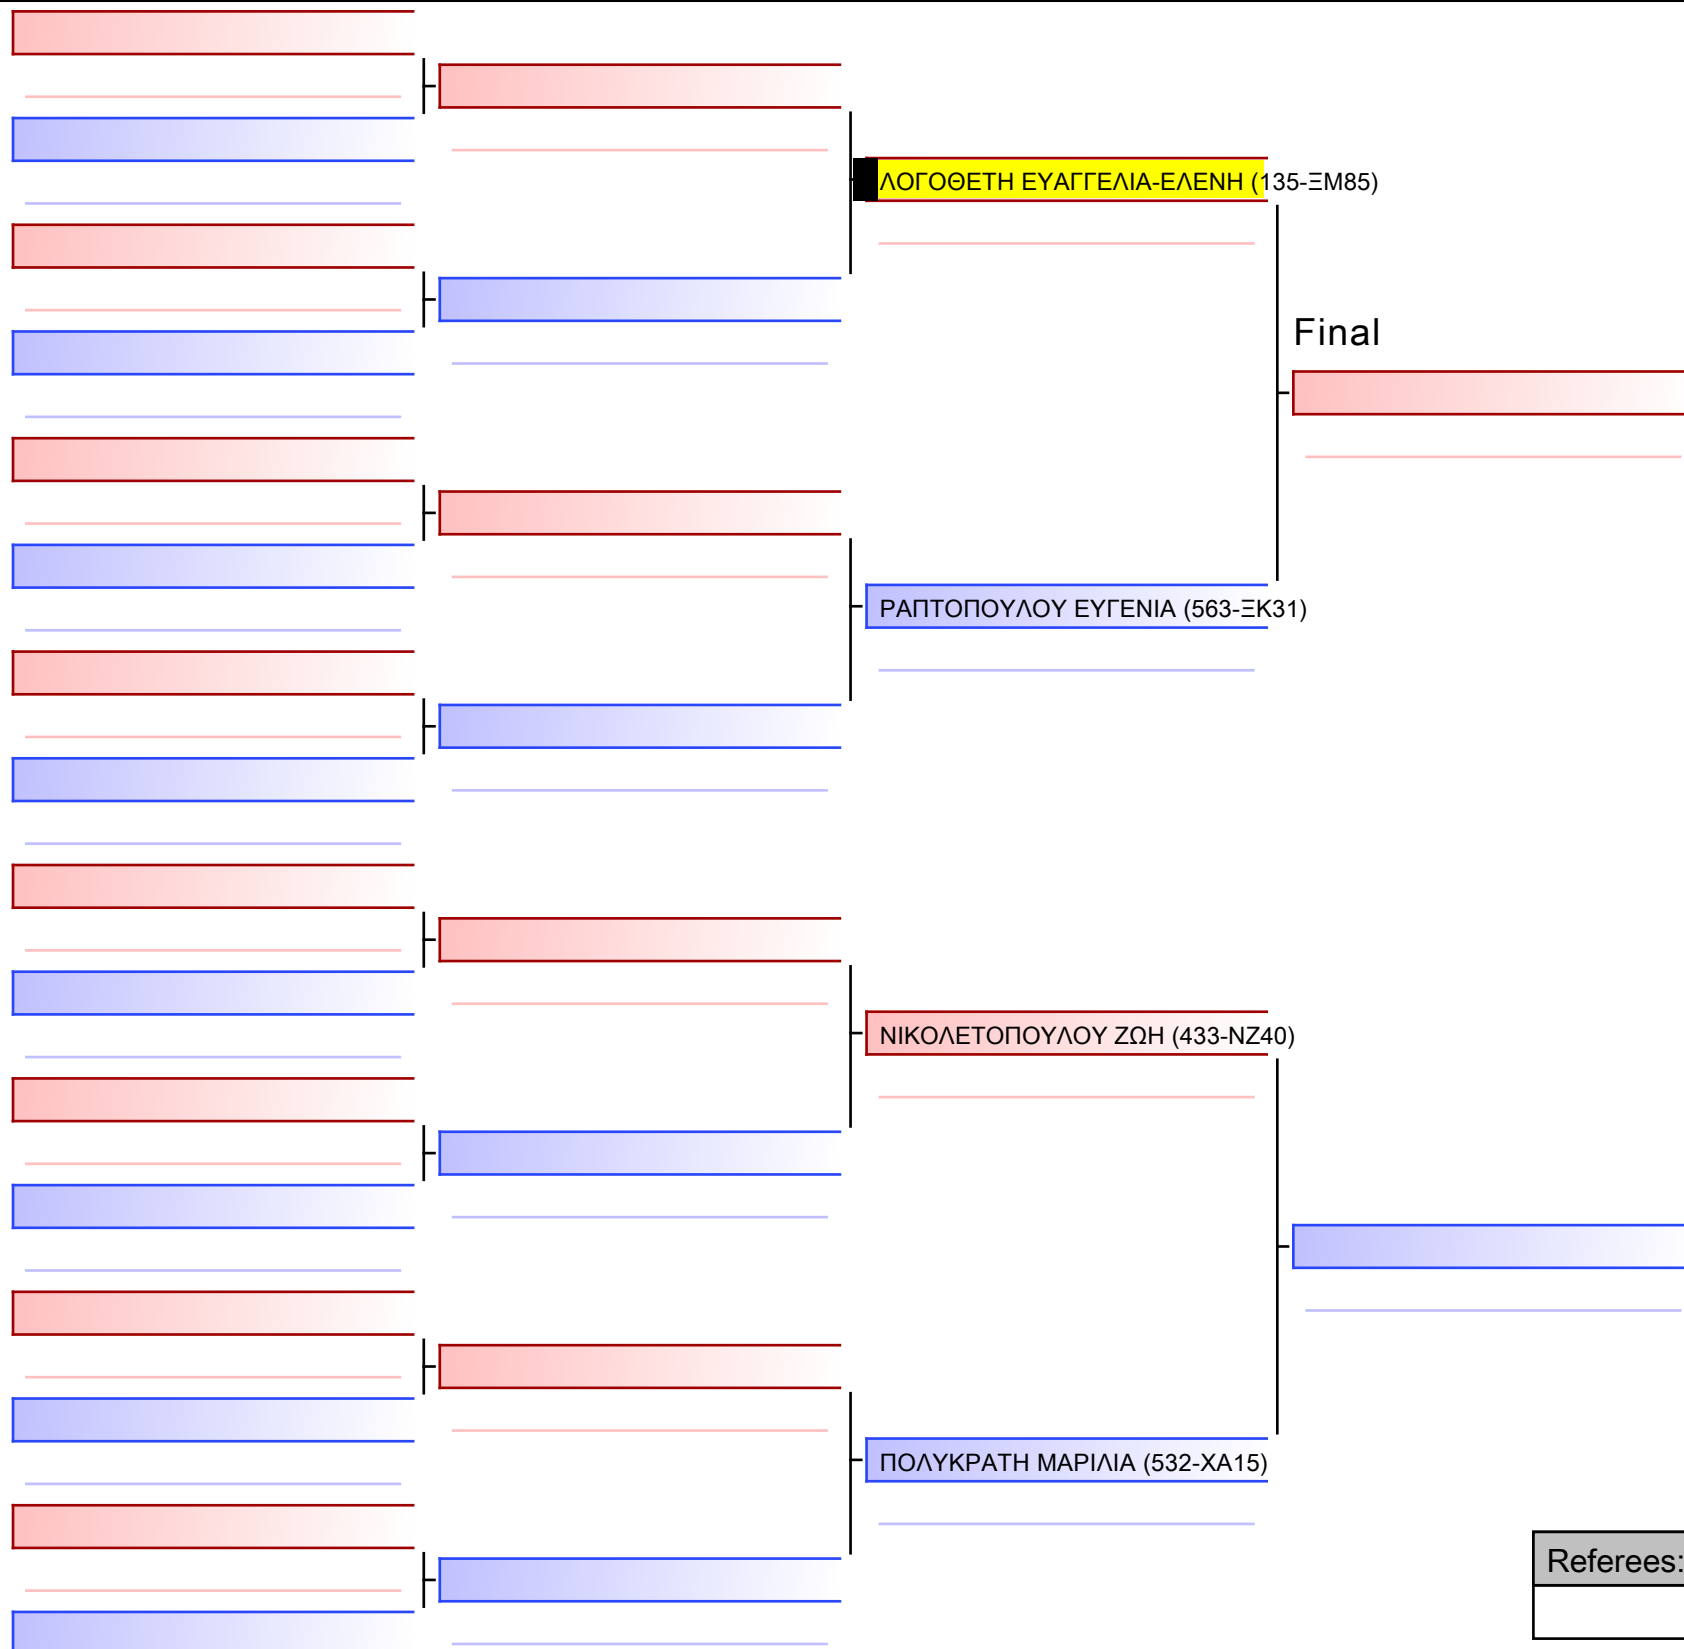 ΛΟΓΟΘΕΤΗ ΕΥΑΓΓΕΛΙΑ-ΕΛΕΝΗ (135-ΞΜ85)
Final
ΡΑΠΤΟΠΟΥΛΟΥ ΕΥΓΕΝΙΑ (563-ΞΚ31)
ΝΙΚΟΛΕΤΟΠΟΥΛΟΥ ΖΩΗ (433-ΝΖ40)
ΠΟΛΥΚΡΑΤΗ ΜΑΡΙΛΙΑ (532-ΧΑ15)
Referees: